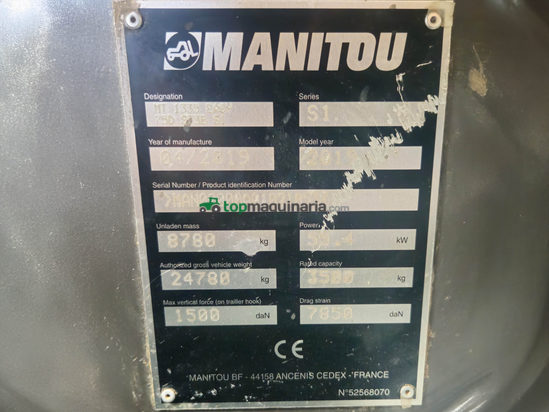 MANITOU
Designation
Series
S1
Year of manufacture
Model year
04/2019
Serial Number / Product identification Number
topmaquinaria.com
Unladen mass
Power
8780 kg
kW
Authorized gross vehicle weight
Rated capacity
24780 kg
kg
Max vertical force (on trailler hook)
Drag strain
1500 daN
7850 daN
CE
MANITOU BF - 44158 ANCENIS CEDEX - FRANCE
N°52568070